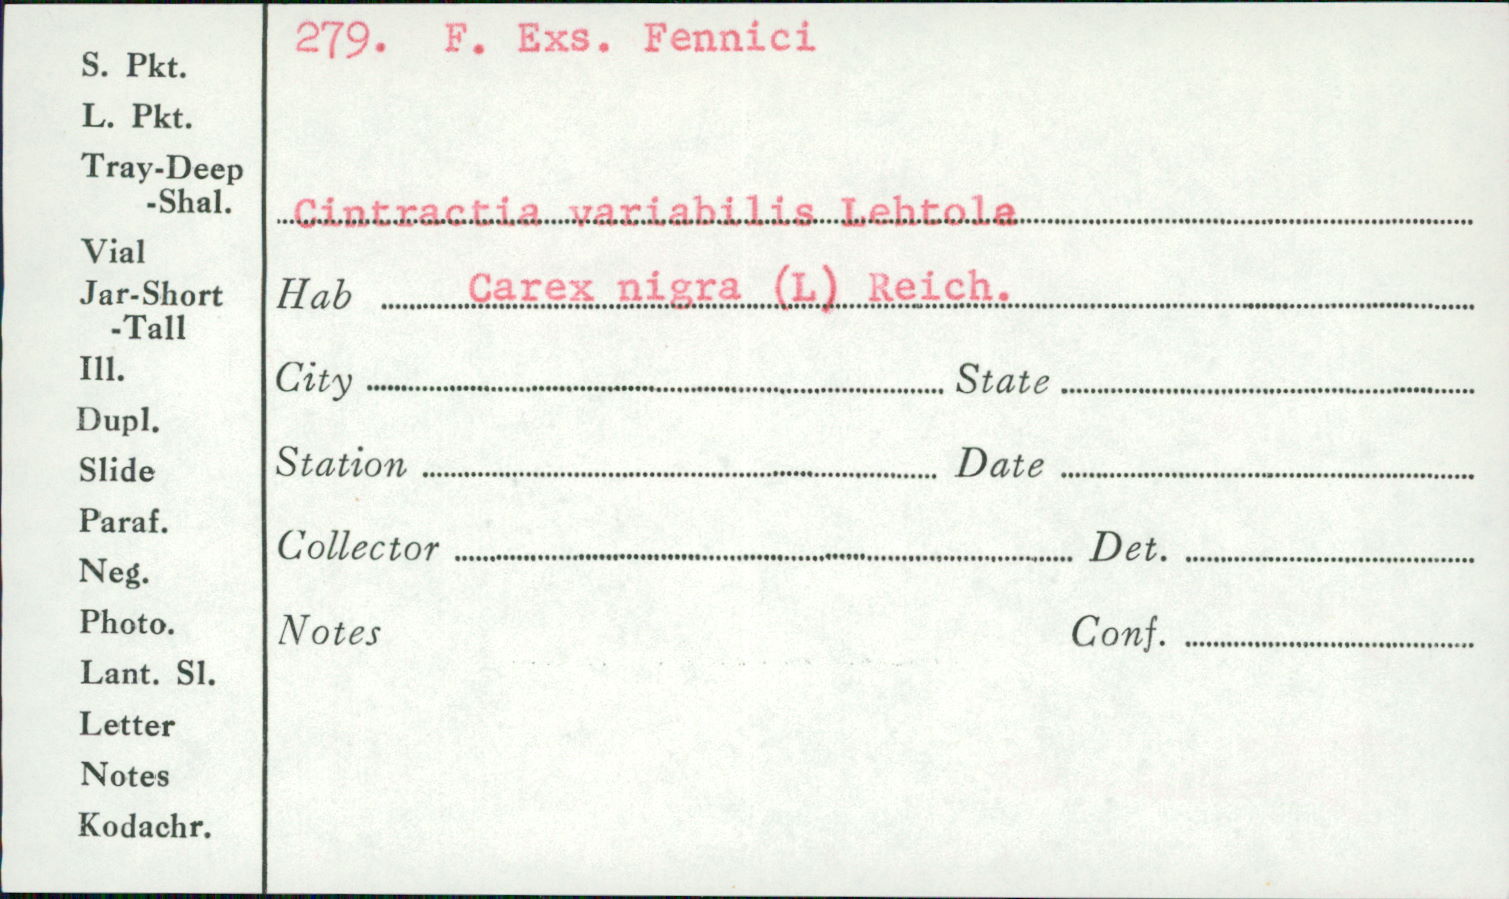 279. F. Exs. Fennici
Cintractia variabilis Lehtola
Hab Carex nigra (L) Reich.
City State
Station Date
Collector Det.
Notes Conf.
S. Pkt.
L. Pkt.
Tray-Deep
-Shal.
Vial
Jar-Short
-Tall
Ill.
Dupl.
Slide
Paraf.
Neg.
Photo.
Lant. Sl.
Letter
Notes
Kodachr.